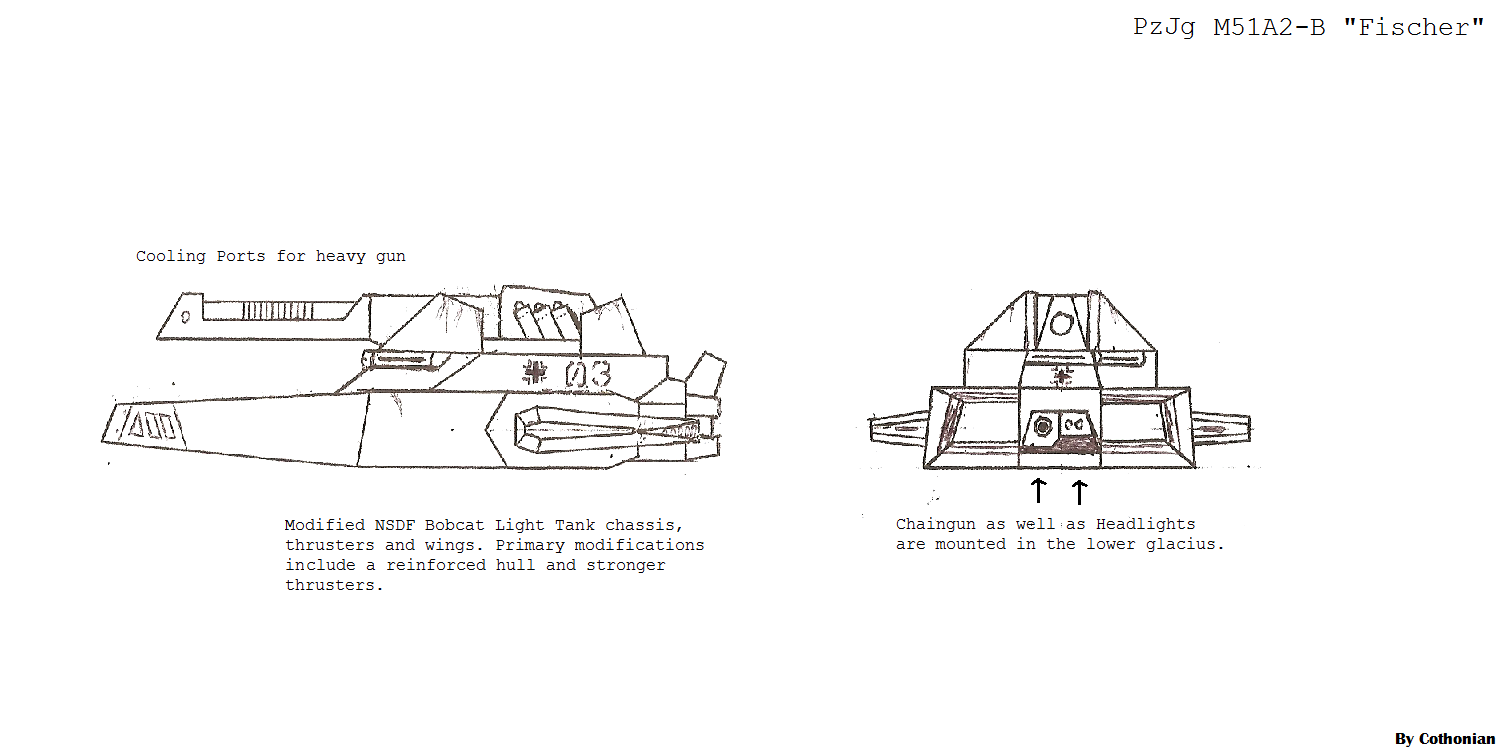 PzJg M51A2-B "Fischer"
Cooling Ports for heavy gun
03
Modified NSDF Bobcat Light Tank chassis,
thrusters and wings. Primary modifications
include a reinforced hull and stronger
thrusters.
Chaingun as well as Headlights
are mounted in the lower glacius.
By Cothonian